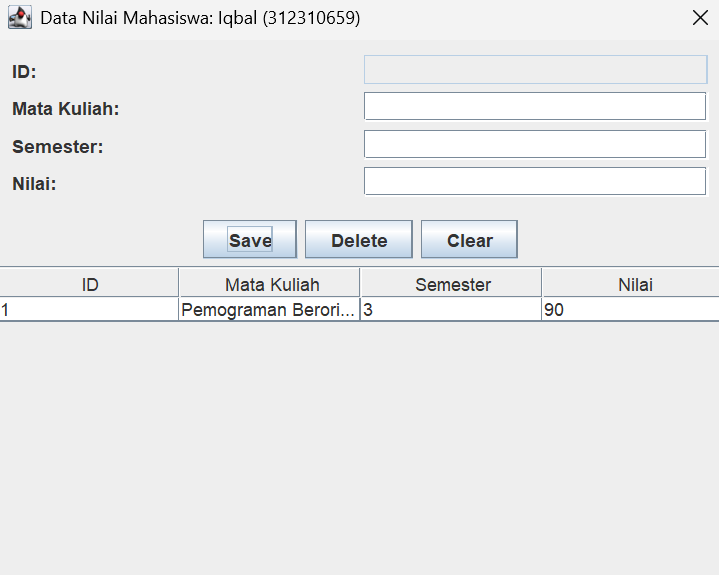 Data Nilai Mahasiswa: Iqbal (312310659)
ID:
Mata Kuliah:
Semester:
Nilai:
Save Delete Clear
ID Mata Kuliah Semester Nilai
1 Pemograman Berori... 3 90